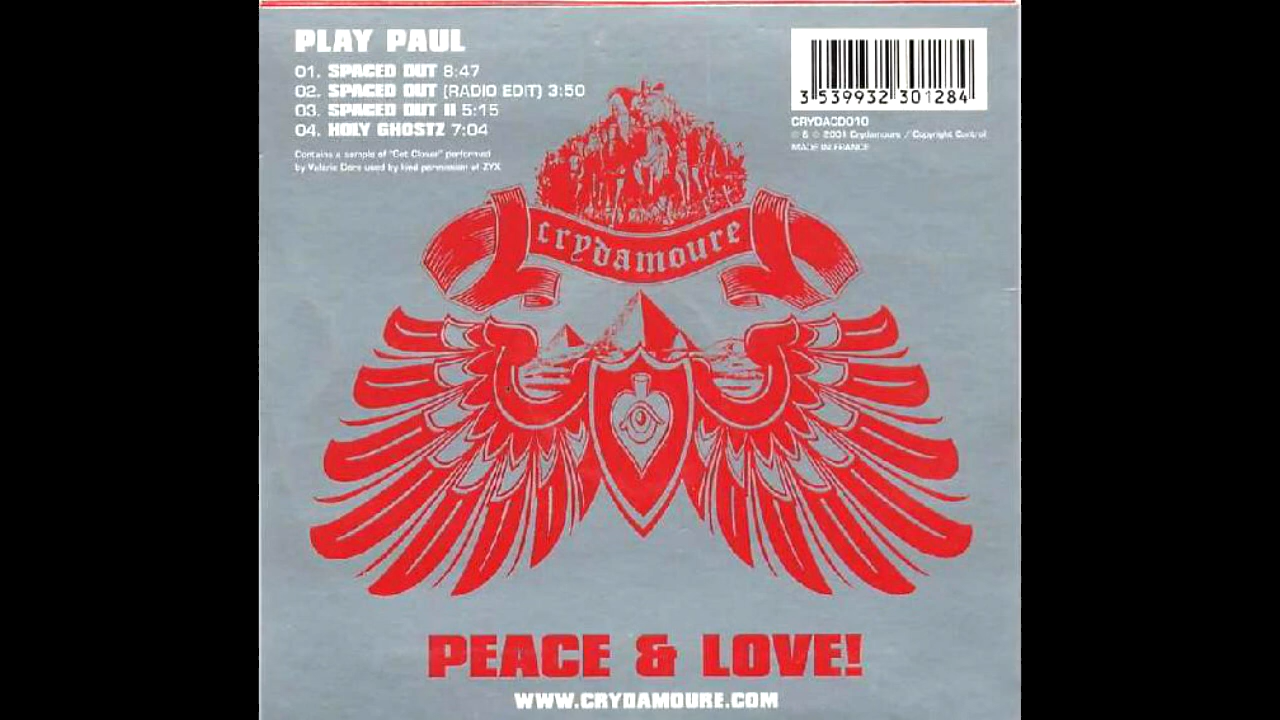 PLAY PAUL
01. SPACED OUT 8:47
02. SPACED OUT (RADIO EDIT) 3:50
03. SPACED OUT II 5:15
04. HOLY GHOSTZ 7:04
Contains a sample of "Get Closer" performed
by Valerie Dore used by kind permission of ZYX
3 539932 301284
CRYDACD010
℗ & © 2001 Crydamoure / Copyright Control
MADE IN FRANCE
crydamoure
PEACE & LOVE!
WWW.CRYDAMOURE.COM